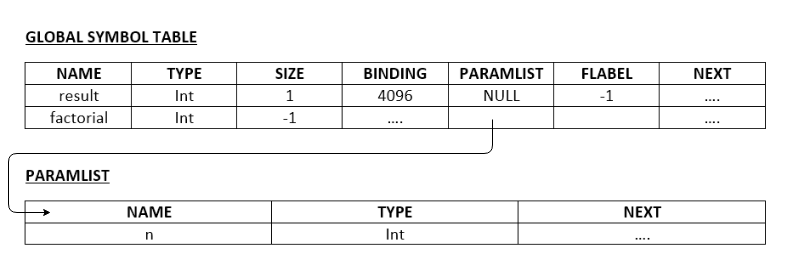 GLOBAL SYMBOL TABLE
NAME TYPE SIZE BINDING PARAMLIST FLABEL NEXT
result Int 1 4096 NULL -1 ....
factorial Int -1 .... ....
PARAMLIST
NAME TYPE NEXT
n Int ....